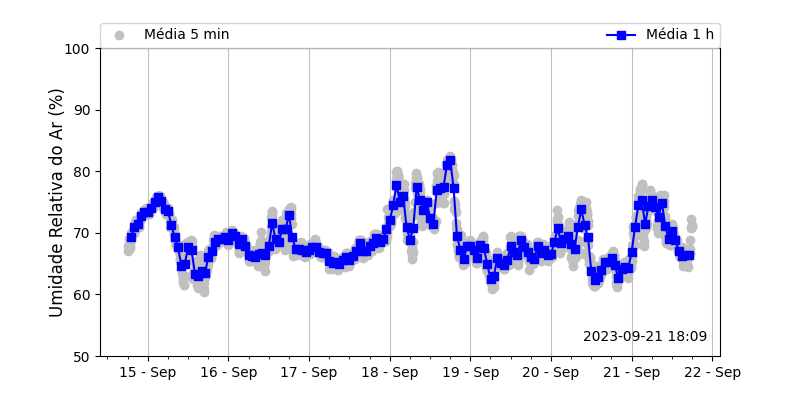 Média 5 min
Média 1 h
Umidade Relativa do Ar (%)
100
90
80
70
60
50
2023-09-21 18:09
15 - Sep
16 - Sep
17 - Sep
18 - Sep
19 - Sep
20 - Sep
21 - Sep
22 - Sep